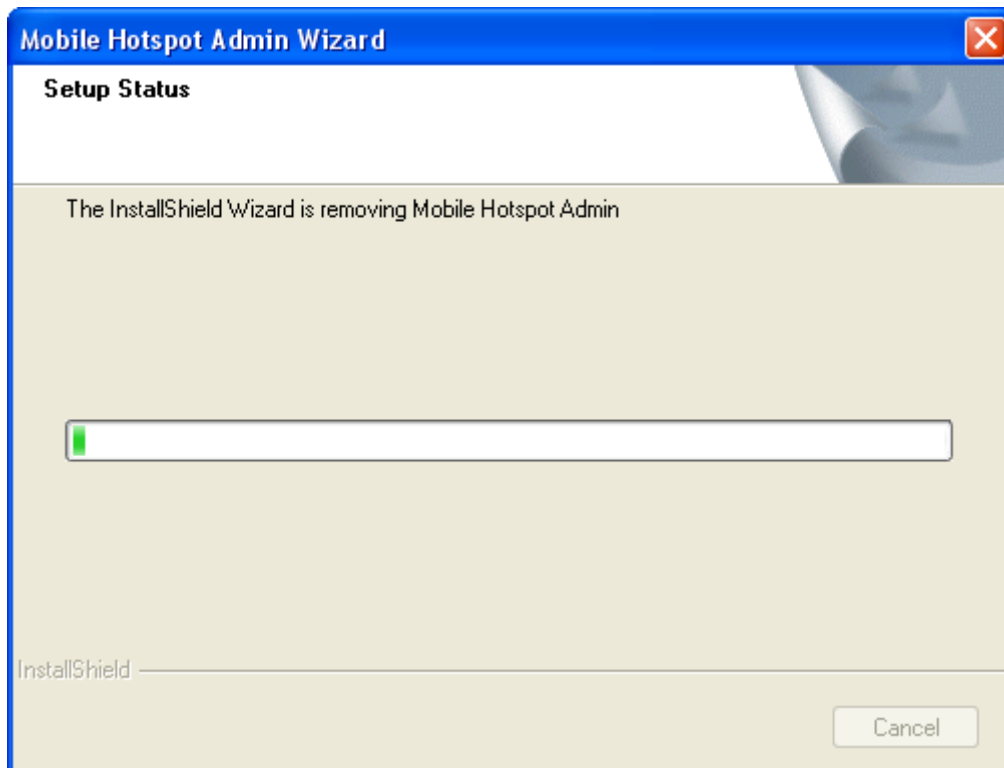 Mobile Hotspot Admin Wizard
Setup Status
The InstallShield Wizard is removing Mobile Hotspot Admin
InstallShield
Cancel